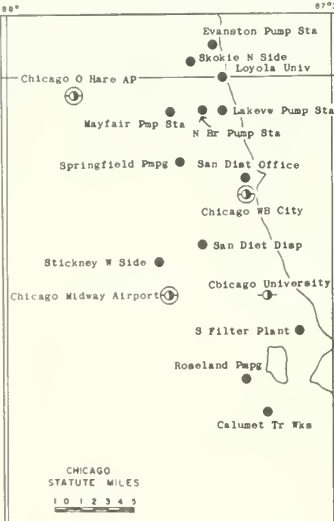 88° 87°
Evanston Pump Sta
Skokie N Side
Loyola Univ
Chicago O Hare AP
Lakevw Pump Sta
Mayfair Pmp Sta
N Br Pump Sta
Springfield Pmpg
San Dist Office
Chicago WB City
San Dist Disp
Stickney W Side
Chicago University
Chicago Midway Airport
S Filter Plant
Roseland Pmpg
Calumet Tr Wks
CHICAGO
STATUTE MILES
1 0 1 2 3 4 5